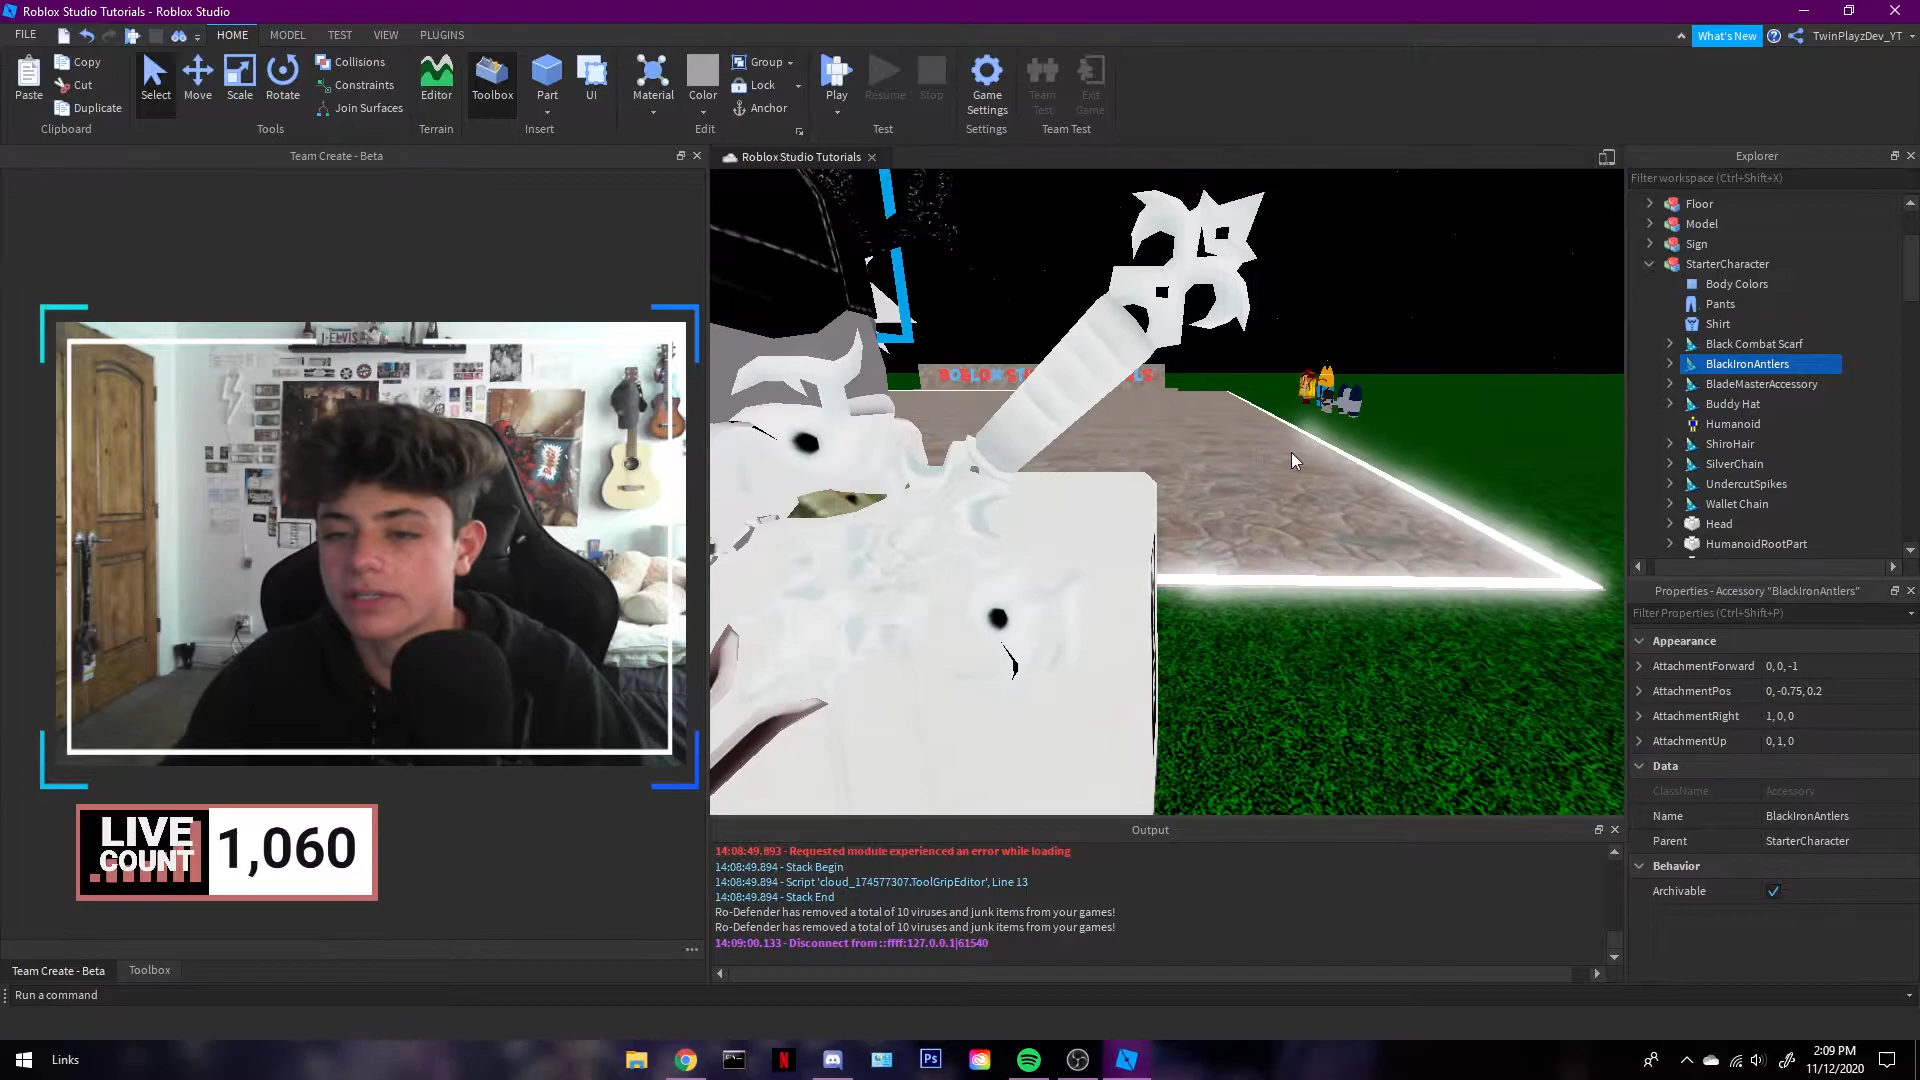 Roblox Studio Tutorials - Roblox Studio
FILE
HOME
MODEL
TEST
VIEW
PLUGINS
What's New
TwinPlayzDev_YT
Paste
Copy
Cut
Duplicate
Clipboard
Select
Move
Scale
Rotate
Collisions
Constraints
Join Surfaces
Tools
Editor
Terrain
Toolbox
Part
UI
Insert
Material
Color
Group
Lock
Anchor
Edit
Play
Resume
Stop
Test
Game Settings
Settings
Team Test
Exit Game
Team Test
Team Create - Beta
Roblox Studio Tutorials
Explorer
Filter workspace (Ctrl+Shift+X)
Floor
Model
Sign
StarterCharacter
Body Colors
Pants
Shirt
Black Combat Scarf
BlackIronAntlers
BladeMasterAccessory
Buddy Hat
Humanoid
ShiroHair
SilverChain
UndercutSpikes
Wallet Chain
Head
HumanoidRootPart
Properties - Accessory "BlackIronAntlers"
Filter Properties (Ctrl+Shift+P)
Appearance
AttachmentForward 0, 0, -1
AttachmentPos 0, -0.75, 0.2
AttachmentRight 1, 0, 0
AttachmentUp 0, 1, 0
Data
ClassName Accessory
Name BlackIronAntlers
Parent StarterCharacter
Behavior
Archivable
LIVE
COUNT
1,060
Output
14:08:49.893 - Requested module experienced an error while loading
14:08:49.894 - Stack Begin
14:08:49.894 - Script 'cloud_174577307.ToolGripEditor', Line 13
14:08:49.894 - Stack End
Ro-Defender has removed a total of 10 viruses and junk items from your games!
Ro-Defender has removed a total of 10 viruses and junk items from your games!
14:09:00.133 - Disconnect from ::ffff:127.0.0.1|61540
Team Create - Beta
Toolbox
Run a command
Links
Ps
2:09 PM
11/12/2020